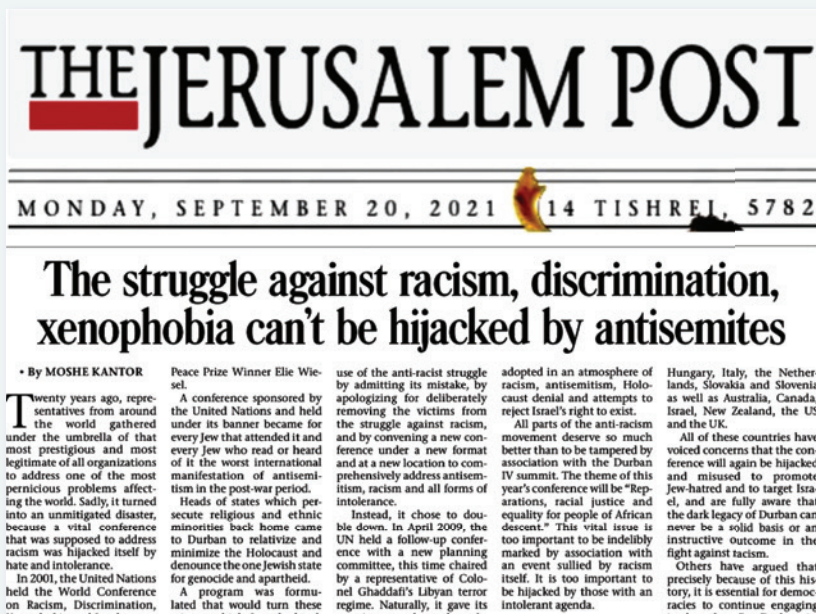 THE JERUSALEM POST
MONDAY, SEPTEMBER 20, 2021 14 TISHREI, 5782
The struggle against racism, discrimination,
xenophobia can't be hijacked by antisemites
• By MOSHE KANTOR
Twenty years ago, repre-
sentatives from around
the world gathered
under the umbrella of that
most prestigious and most
legitimate of all organizations
to address one of the most
pernicious problems affect-
ing the world. Sadly, it turned
into an unmitigated disaster,
because a vital conference
that was supposed to address
racism was hijacked itself by
hate and intolerance.
In 2001, the United Nations
held the World Conference
on Racism, Discrimination,
Peace Prize Winner Elie Wie-
sel.
A conference sponsored by
the United Nations and held
under its banner became for
every Jew that attended it and
every Jew who read or heard
of it the worst international
manifestation of antisemi-
tism in the post-war period.
Heads of states which per-
secute religious and ethnic
minorities back home came
to Durban to relativize and
minimize the Holocaust and
denounce the one Jewish state
for genocide and apartheid.
A program was formu-
lated that would turn these
use of the anti-racist struggle
by admitting its mistake, by
apologizing for deliberately
removing the victims from
the struggle against racism,
and by convening a new con-
ference under a new format
and at a new location to com-
prehensively address antisem-
itism, racism and all forms of
intolerance.
Instead, it chose to dou-
ble down. In April 2009, the
UN held a follow-up confer-
ence with a new planning
committee, this time chaired
by a representative of Colo-
nel Ghaddafi's Libyan terror
regime. Naturally, it gave its
adopted in an atmosphere of
racism, antisemitism, Holo-
caust denial and attempts to
reject Israel's right to exist.
All parts of the anti-racism
movement deserve so much
better than to be tampered by
association with the Durban
IV summit. The theme of this
year's conference will be "Rep-
arations, racial justice and
equality for people of African
descent." This vital issue is
too important to be indelibly
marked by association with
an event sullied by racism
itself. It is too important to
be hijacked by those with an
intolerant agenda.
Hungary, Italy, the Nether-
lands, Slovakia and Slovenia
as well as Australia, Canada,
Israel, New Zealand, the US
and the UK.
All of these countries have
voiced concerns that the con-
ference will again be hijacked
and misused to promote
Jew-hatred and to target Isra-
el, and are fully aware that
the dark legacy of Durban can
never be a solid basis or an
instructive outcome in the
fight against racism.
Others have argued that
precisely because of this his-
tory, it is essential for democ-
racies to continue engaging